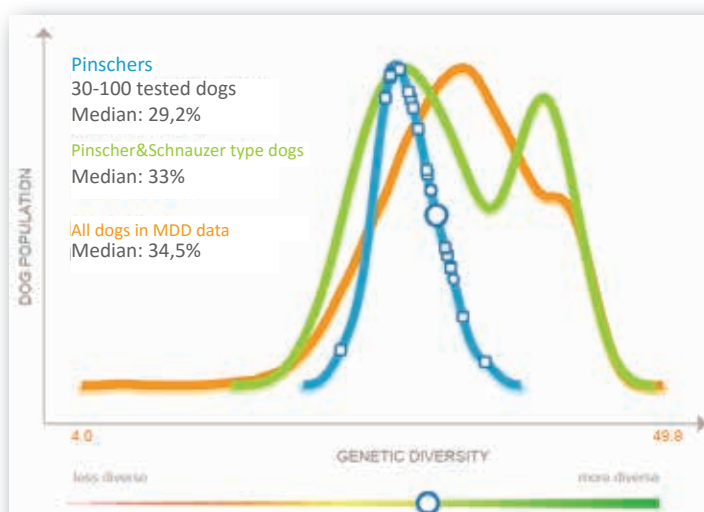 Pinschers
30-100 tested dogs
Median: 29,2%
Pinscher&Schnauzer type dogs
Median: 33%
All dogs in MDD data
Median: 34,5%
DOG POPULATION
4.0
49.8
GENETIC DIVERSITY
less diverse
more diverse